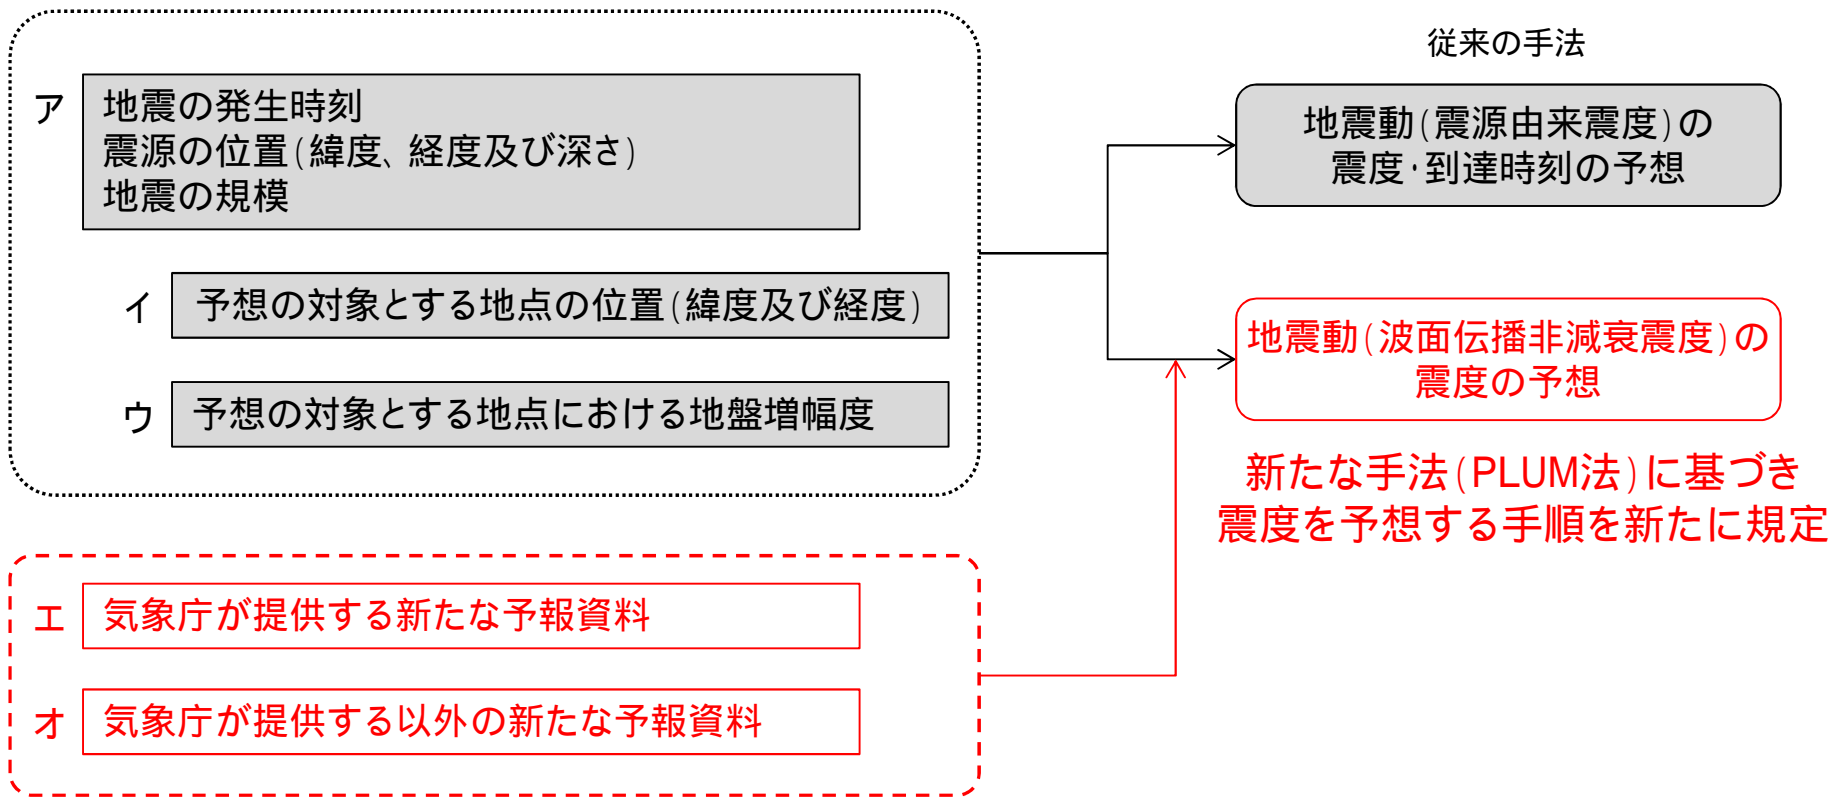 ア
地震の発生時刻
震源の位置(緯度、経度及び深さ)
地震の規模
イ
予想の対象とする地点の位置(緯度及び経度)
ウ
予想の対象とする地点における地盤増幅度
エ
気象庁が提供する新たな予報資料
オ
気象庁が提供する以外の新たな予報資料
従来の手法
地震動(震源由来震度)の
震度・到達時刻の予想
地震動(波面伝播非減衰震度)の
震度の予想
新たな手法(PLUM法)に基づき
震度を予想する手順を新たに規定